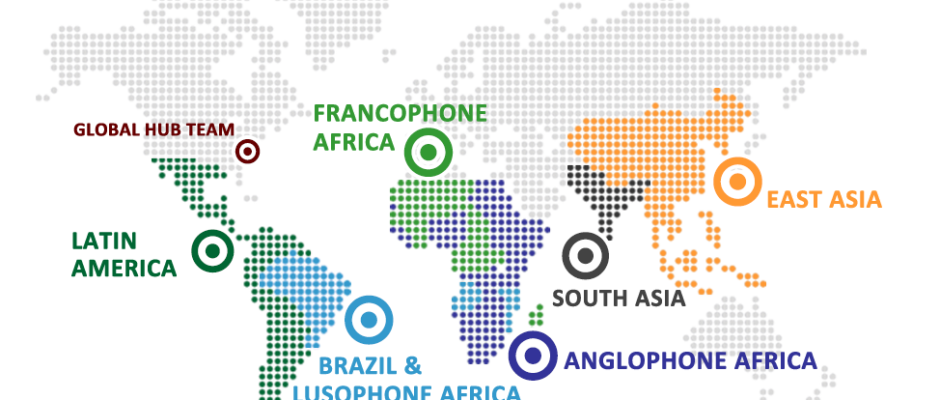 FRANCOPHONE
AFRICA
GLOBAL HUB TEAM
EAST ASIA
LATIN
AMERICA
SOUTH ASIA
BRAZIL &
LUSOPHONE AFRICA
ANGLOPHONE AFRICA